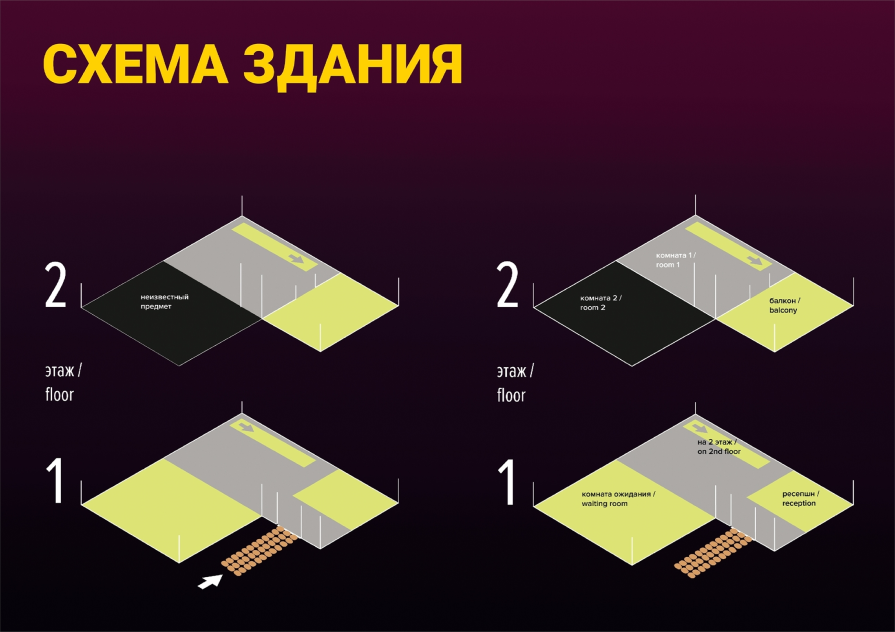 СХЕМА ЗДАНИЯ
2
неизвестный
предмет
этаж /
floor
1
2
комната 1 /
room 1
комната 2 /
room 2
балкон /
balcony
этаж /
floor
1
на 2 этаж /
on 2nd floor
комната ожидания /
waiting room
ресепшн /
reception